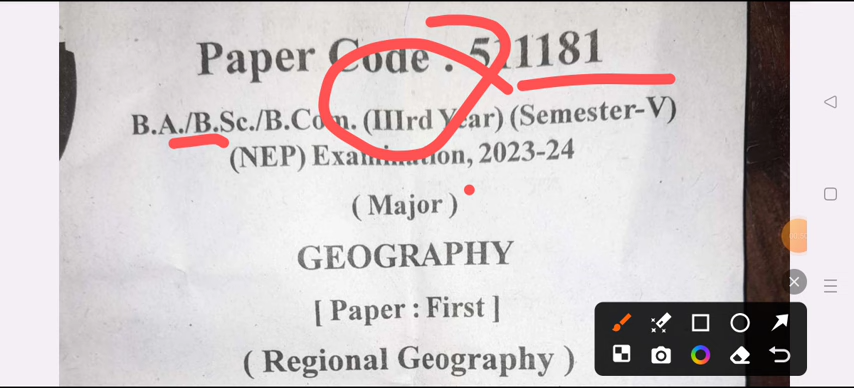 Paper Code : 511181
B.A./B.Sc./B.Com. (IIIrd Year) (Semester-V)
(NEP) Examination, 2023-24
( Major )
GEOGRAPHY
[ Paper : First ]
( Regional Geography )